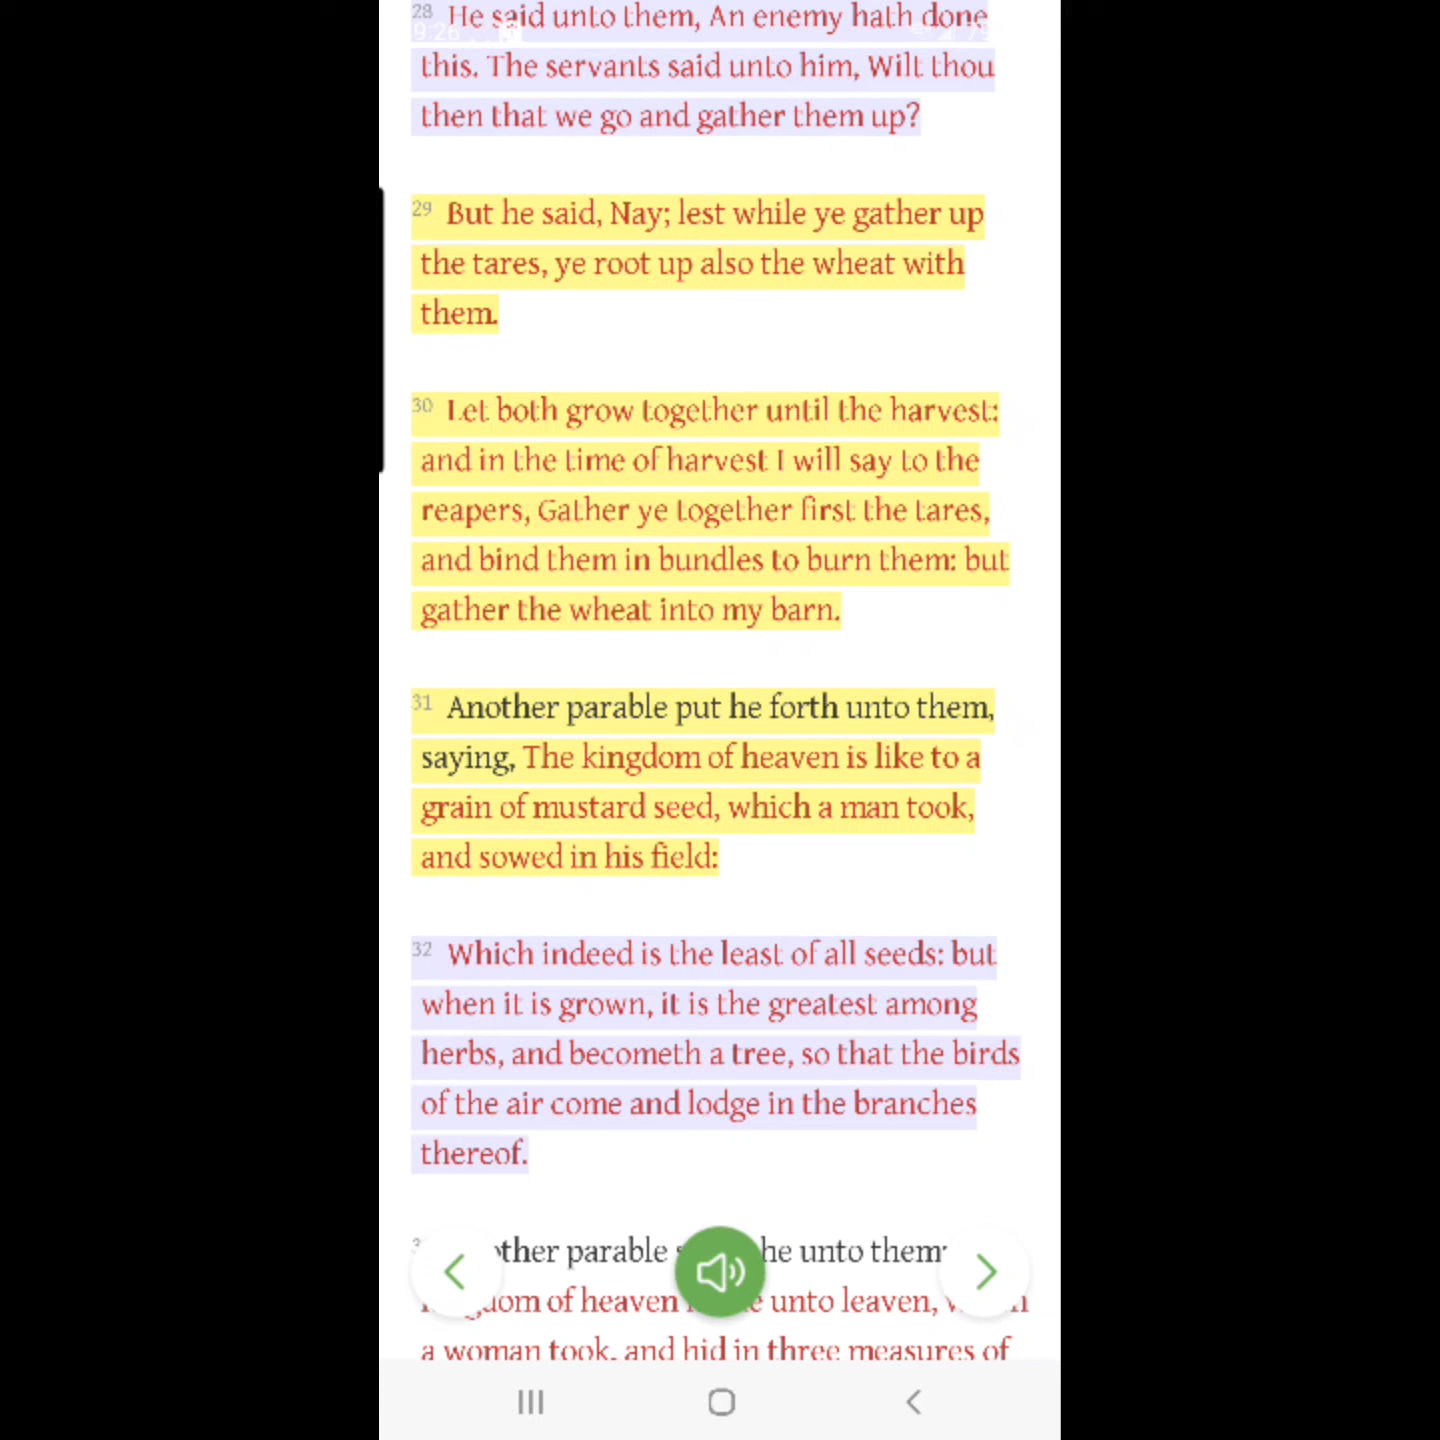 28 He said unto them, An enemy hath done
9:26
this. The servants said unto him, Wilt thou
then that we go and gather them up?
29 But he said, Nay; lest while ye gather up
the tares, ye root up also the wheat with
them.
30 Let both grow together until the harvest:
and in the time of harvest I will say to the
reapers, Gather ye together first the tares,
and bind them in bundles to burn them: but
gather the wheat into my barn.
31 Another parable put he forth unto them,
saying, The kingdom of heaven is like to a
grain of mustard seed, which a man took,
and sowed in his field:
32 Which indeed is the least of all seeds: but
when it is grown, it is the greatest among
herbs, and becometh a tree, so that the birds
of the air come and lodge in the branches
thereof.
parable he unto them
of heaven unto leaven,
a woman took, and hid in three measures of